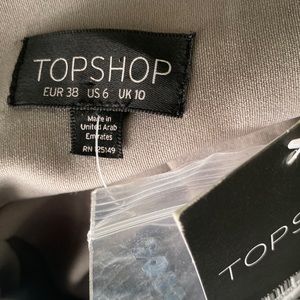 TOPSHOP
EUR 38 US 6 UK 10
Made in
United Arab
Emirates
RN 125149
TOPS